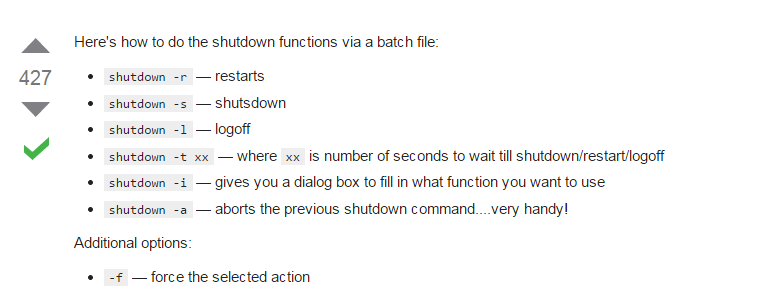 Here's how to do the shutdown functions via a batch file:
427
shutdown -r — restarts
shutdown -s — shutsdown
shutdown -l — logoff
shutdown -t xx — where xx is number of seconds to wait till shutdown/restart/logoff
shutdown -i — gives you a dialog box to fill in what function you want to use
shutdown -a — aborts the previous shutdown command....very handy!
Additional options:
-f — force the selected action